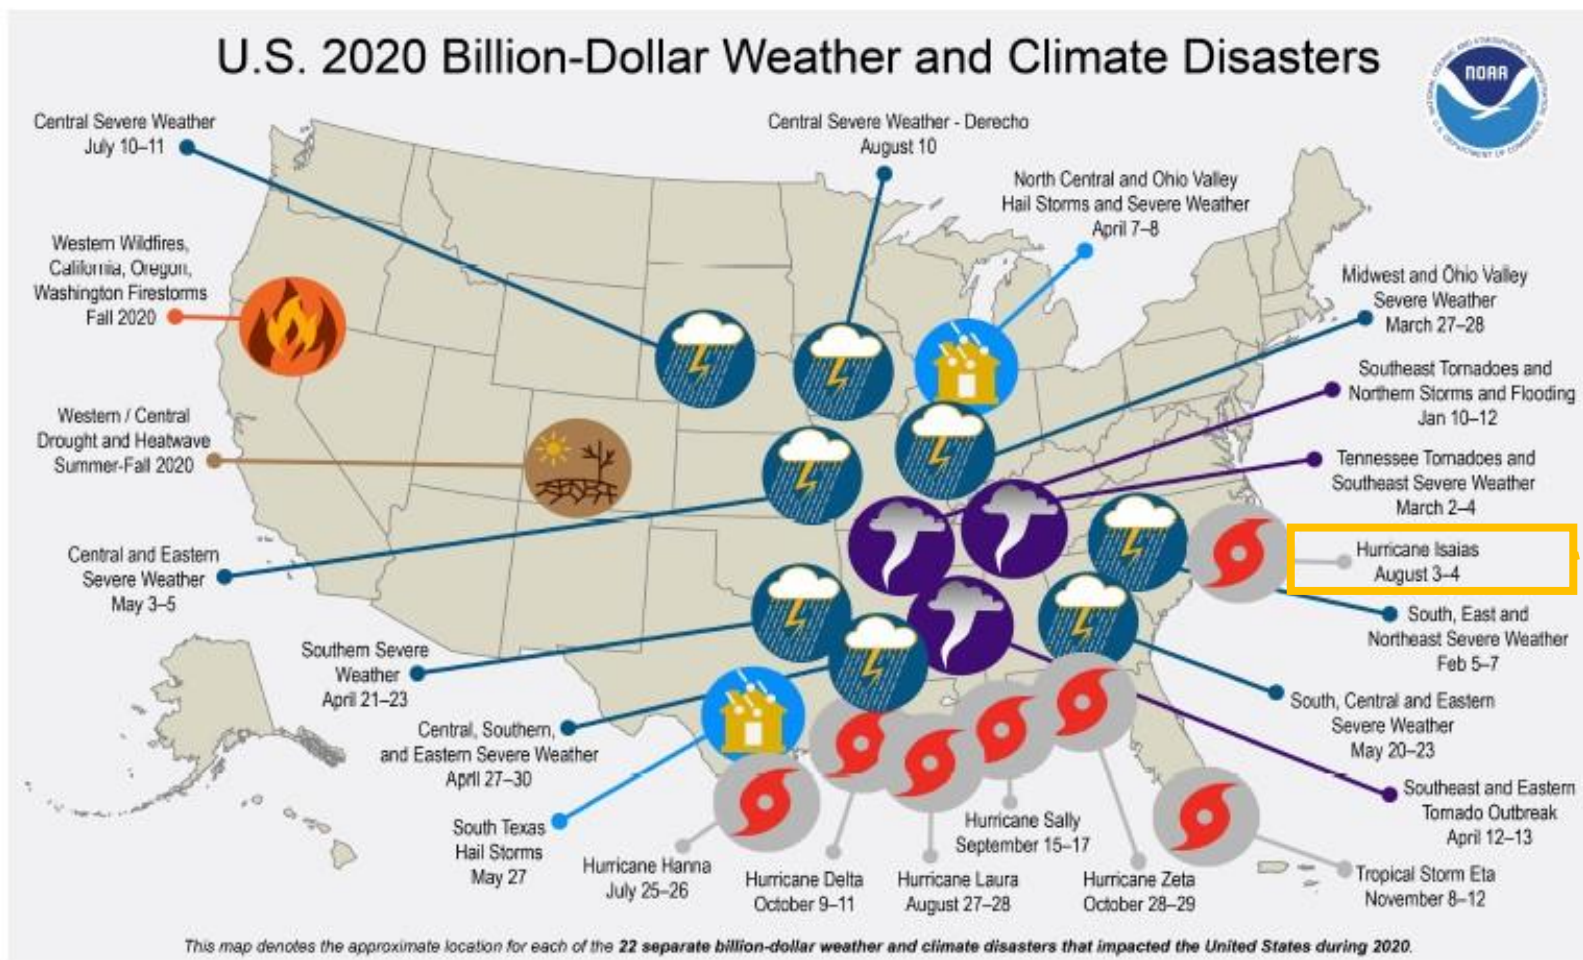 U.S. 2020 Billion-Dollar Weather and Climate Disasters
NOAA
Central Severe Weather
July 10–11
Central Severe Weather - Derecho
August 10
North Central and Ohio Valley
Hail Storms and Severe Weather
April 7–8
Western Wildfires,
California, Oregon,
Washington Firestorms
Fall 2020
Midwest and Ohio Valley
Severe Weather
March 27–28
Southeast Tornadoes and
Northern Storms and Flooding
Jan 10–12
Western / Central
Drought and Heatwave
Summer-Fall 2020
Tennessee Tornadoes and
Southeast Severe Weather
March 2–4
Central and Eastern
Severe Weather
May 3–5
Hurricane Isaias
August 3–4
South, East and
Northeast Severe Weather
Feb 5–7
Southern Severe
Weather
April 21–23
South, Central and Eastern
Severe Weather
May 20–23
Central, Southern,
and Eastern Severe Weather
April 27–30
Southeast and Eastern
Tornado Outbreak
April 12–13
South Texas
Hail Storms
May 27
Hurricane Hanna
July 25–26
Hurricane Delta
October 9–11
Hurricane Laura
August 27–28
Hurricane Sally
September 15–17
Hurricane Zeta
October 28–29
Tropical Storm Eta
November 8–12
This map denotes the approximate location for each of the 22 separate billion-dollar weather and climate disasters that impacted the United States during 2020.